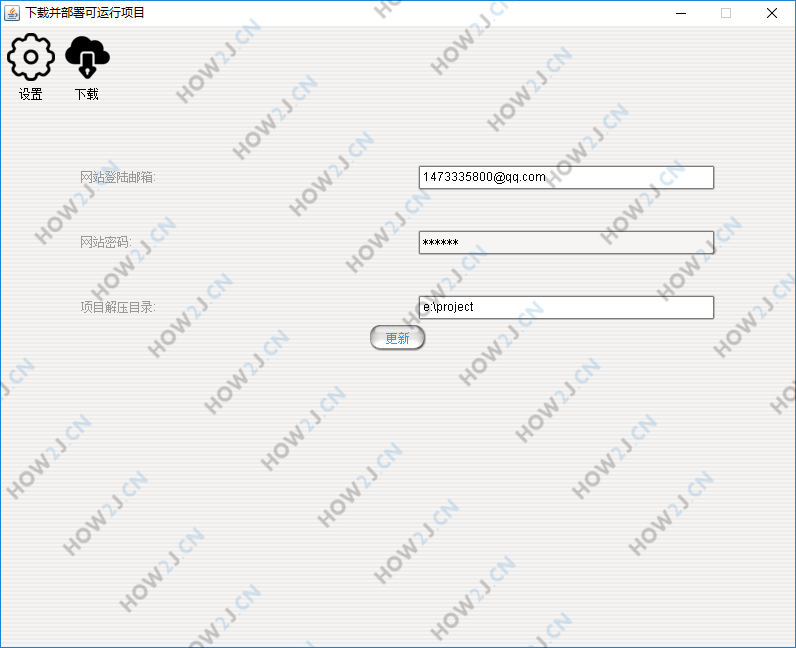 下载并部署可运行项目
设置 下载
网站登陆邮箱: 1473335800@qq.com
网站密码: ******
项目解压目录: e:\project
更新
HOW2J.CN